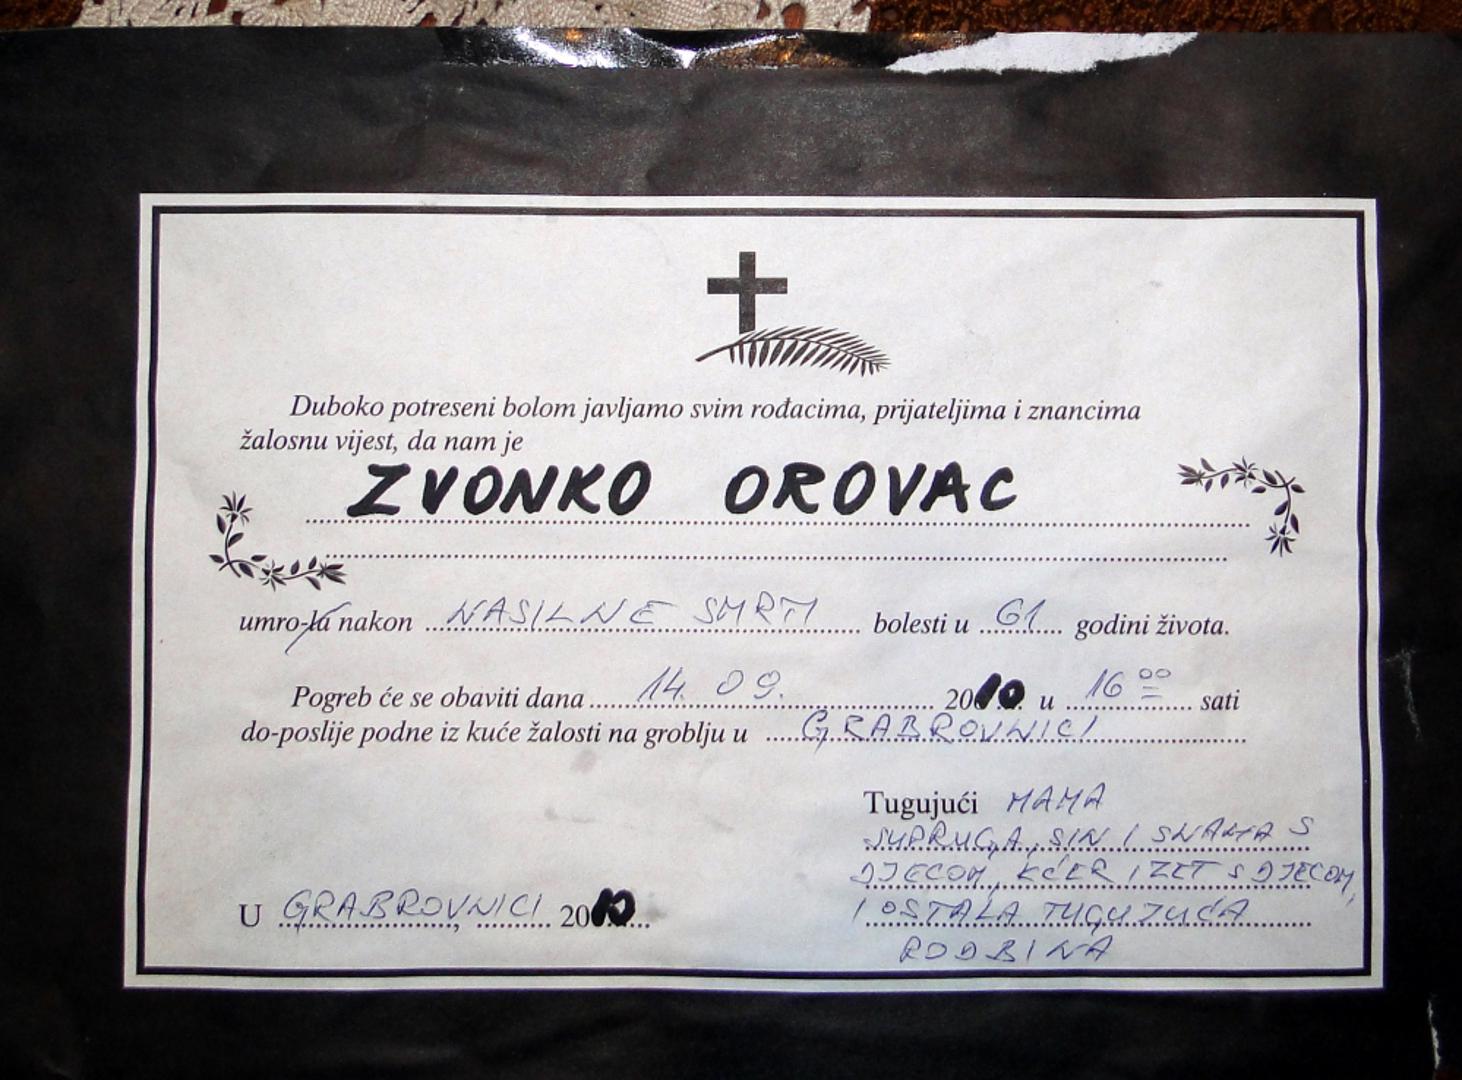 Duboko potreseni bolom javljamo svim rođacima, prijateljima i znancima
žalosnu vijest, da nam je
ZVONKO OROVAC
umro-la nakon NASILNE SMRTI bolesti u 61 godini života.
Pogreb će se obaviti dana 14. 09. 2010 u 16 00 sati
do-poslije podne iz kuće žalosti na groblju u GRABROVNICI
Tugujući MAMA
SUPRUGA, SIN I SNAHA S
DJECOM, KĆER I ZET S DJECOM,
I OSTALA TUGUJUĆA
RODBINA
U GRABROVNICI, 2010